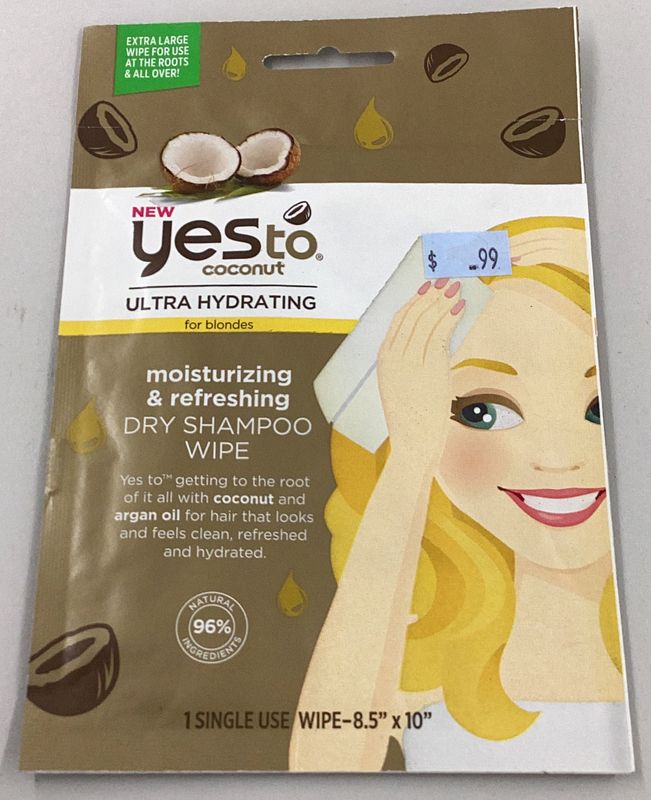 EXTRA LARGE
WIPE FOR USE
AT THE ROOTS
& ALL OVER!
NEW
yes to®
coconut
$ .99
ULTRA HYDRATING
for blondes
moisturizing
& refreshing
DRY SHAMPOO
WIPE
Yes to™ getting to the root
of it all with coconut and
argan oil for hair that looks
and feels clean, refreshed
and hydrated.
NATURAL
96%
INGREDIENTS
1 SINGLE USE WIPE–8.5” x 10”